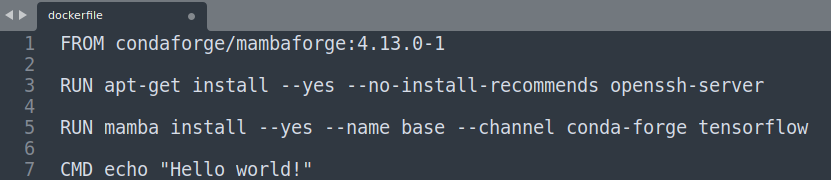 dockerfile
1 FROM condaforge/mambaforge:4.13.0-1
2
3 RUN apt-get install --yes --no-install-recommends openssh-server
4
5 RUN mamba install --yes --name base --channel conda-forge tensorflow
6
7 CMD echo "Hello world!"